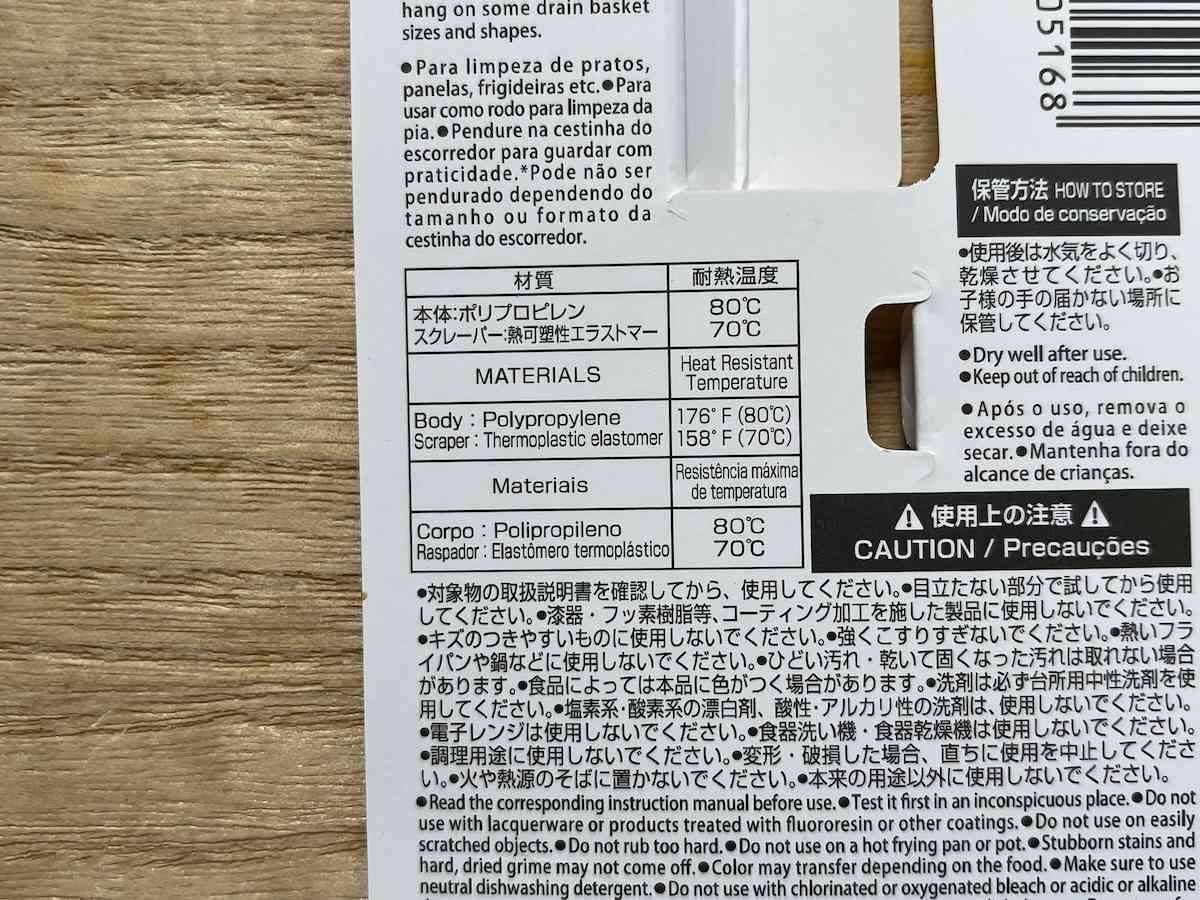 hang on some drain basket
sizes and shapes.
●Para limpeza de pratos,
panelas, frigideiras etc.●Para
usar como rodo para limpeza da
pia.●Pendure na cestinha do
escorredor para guardar com
praticidade.*Pode não ser
pendurado dependendo do
tamanho ou formato da
cestinha do escorredor.
材質 耐熱温度
本体:ポリプロピレン 80℃
スクレーパー:熱可塑性エラストマー 70℃
MATERIALS Heat Resistant
Temperature
Body : Polypropylene 176°F (80℃)
Scraper : Thermoplastic elastomer 158°F (70℃)
Materiais Resistência máxima
de temperatura
Corpo : Polipropileno 80℃
Raspador : Elastômero termoplástico 70℃
05168
保管方法 HOW TO STORE
/ Modo de conservação
●使用後は水気をよく切り、
乾燥させてください。●お
子様の手の届かない場所に
保管してください。
●Dry well after use.
●Keep out of reach of children.
●Após o uso, remova o
excesso de água e deixe
secar.●Mantenha fora do
alcance de crianças.
⚠ 使用上の注意 ⚠
CAUTION / Precauções
●対象物の取扱説明書を確認してから、使用してください。●目立たない部分で試してから使用
してください。●漆器・フッ素樹脂等、コーティング加工を施した製品に使用しないでください。
●キズのつきやすいものに使用しないでください。●強くこすりすぎないでください。●熱いフラ
イパンや鍋などに使用しないでください。●ひどい汚れ・乾いて固くなった汚れは取れない場合
があります。●食品によっては本品に色がつく場合があります。●洗剤は必ず台所用中性洗剤を使
用してください。●塩素系・酸素系の漂白剤、酸性・アルカリ性の洗剤は、使用しないでください。
●電子レンジは使用しないでください。●食器洗い機・食器乾燥機は使用しないでください。
●調理用途に使用しないでください。●変形・破損した場合、直ちに使用を中止してくださ
い。●火や熱源のそばに置かないでください。●本来の用途以外に使用しないでください。
●Read the corresponding instruction manual before use.●Test it first in an inconspicuous place.●Do not
use with lacquerware or products treated with fluororesin or other coatings.●Do not use on easily
scratched objects.●Do not rub too hard.●Do not use on a hot frying pan or pot.●Stubborn stains and
hard, dried grime may not come off.●Color may transfer depending on the food.●Make sure to use
neutral dishwashing detergent.●Do not use with chlorinated or oxygenated bleach or acidic or alkaline